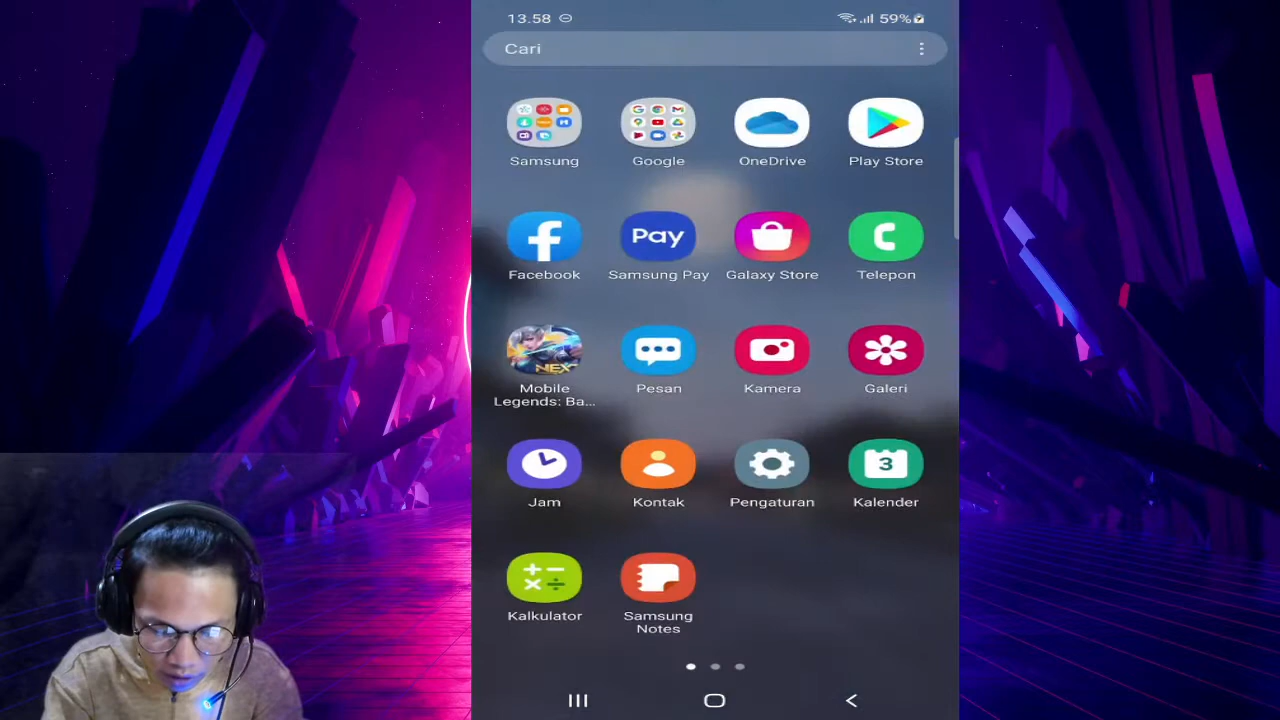 13.58
59%
Cari
Samsung
Google
OneDrive
Play Store
Facebook
Pay
Samsung Pay
Galaxy Store
Telepon
NEX
Mobile
Legends: Ba...
Pesan
Kamera
Galeri
Jam
Kontak
Pengaturan
3
Kalender
Kalkulator
Samsung
Notes